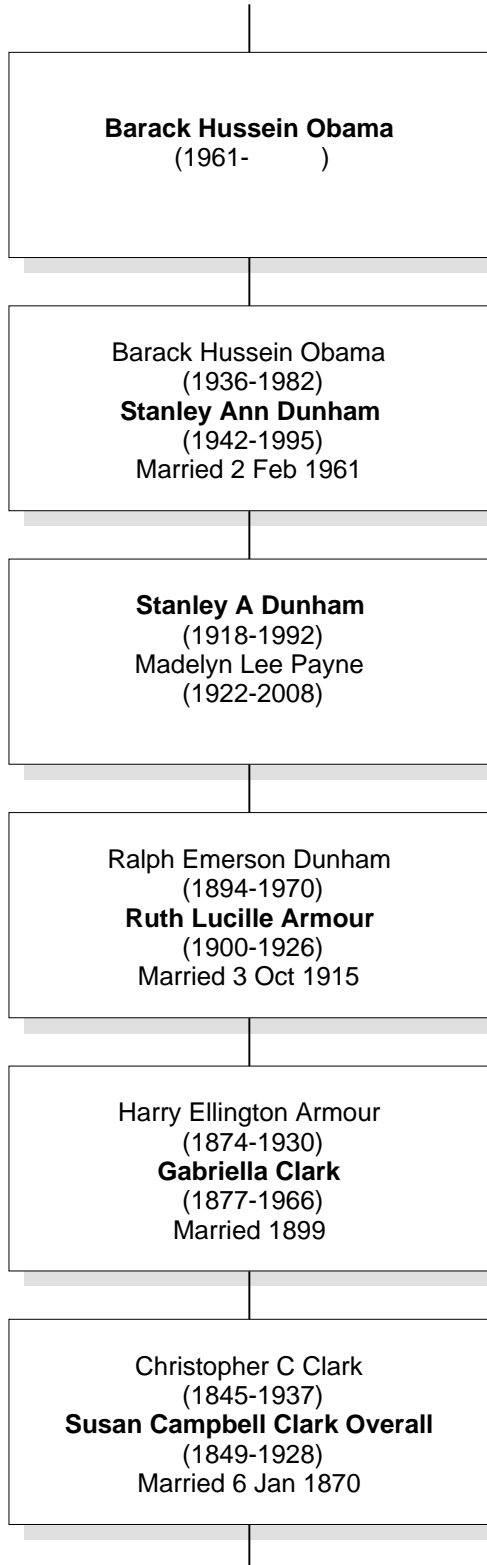 Barack Hussein Obama
(1961- )
Barack Hussein Obama
(1936-1982)
Stanley Ann Dunham
(1942-1995)
Married 2 Feb 1961
Stanley A Dunham
(1918-1992)
Madelyn Lee Payne
(1922-2008)
Ralph Emerson Dunham
(1894-1970)
Ruth Lucille Armour
(1900-1926)
Married 3 Oct 1915
Harry Ellington Armour
(1874-1930)
Gabriella Clark
(1877-1966)
Married 1899
Christopher C Clark
(1845-1937)
Susan Campbell Clark Overall
(1849-1928)
Married 6 Jan 1870